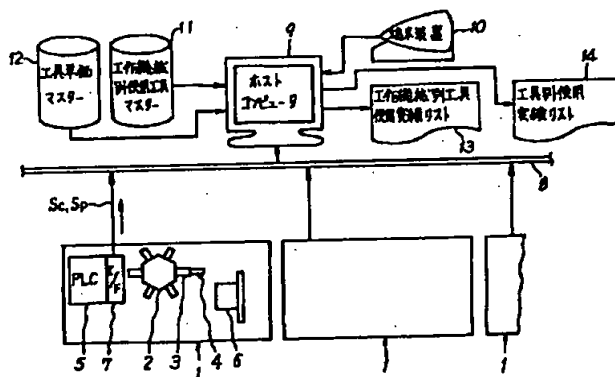 12
工具単価
マスター
11
工作機械
別使用工具
マスター
9
ホスト
コンピュータ
端末装置
10
工作機械別工具
使用実績リスト
13
14
工具別使用
実績リスト
8
Sc,Sp
PLC
I/F
5
7
2
3
4
6
1
1
1